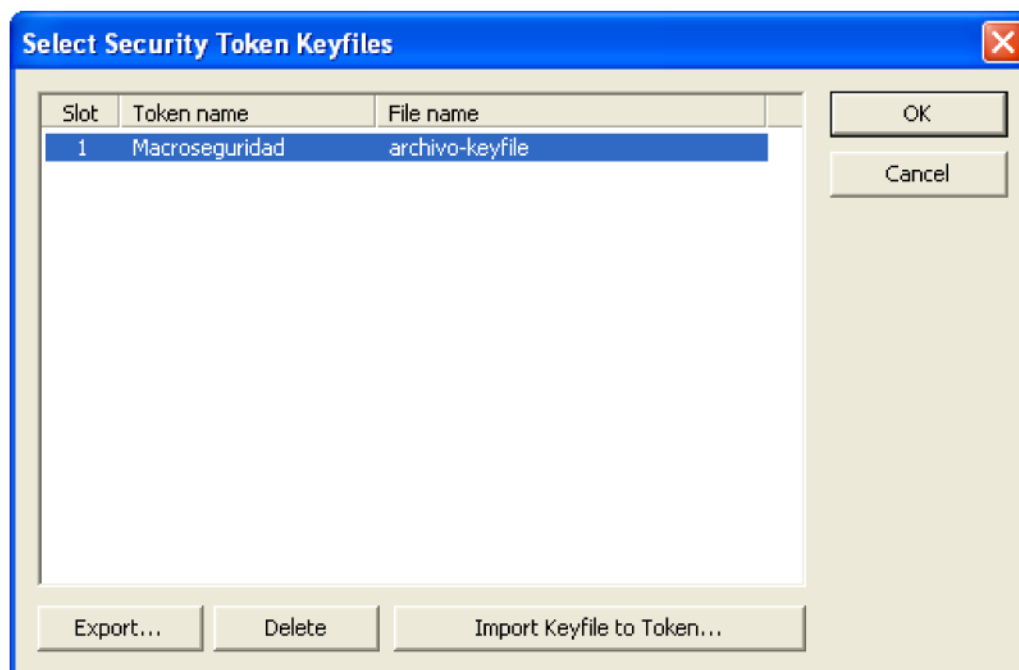 Select Security Token Keyfiles
Slot Token name File name
1 Macroseguridad archivo-keyfile
OK
Cancel
Export... Delete Import Keyfile to Token...